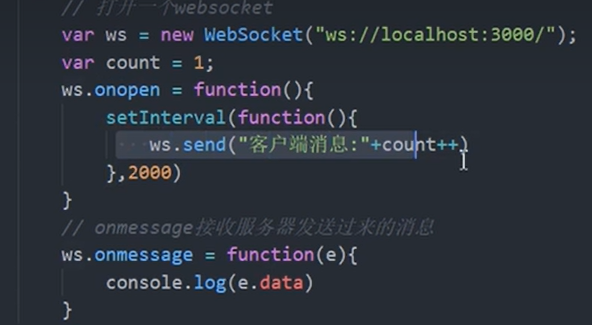 // 打开一个websocket
var ws = new WebSocket("ws://localhost:3000/");
var count = 1;
ws.onopen = function(){
setInterval(function(){
ws.send("客户端消息:"+count++)
},2000)
}
// onmessage接收服务器发送过来的消息
ws.onmessage = function(e){
console.log(e.data)
}